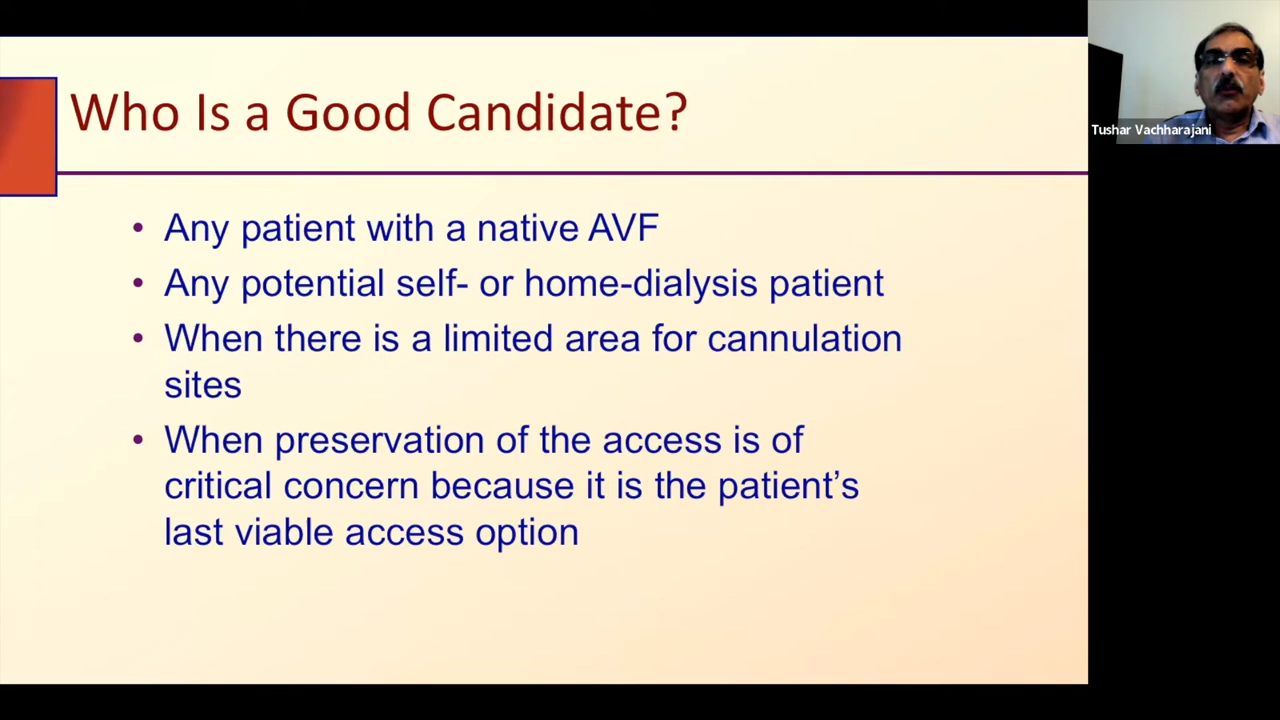 Who Is a Good Candidate?
Tushar Vachharajani
• Any patient with a native AVF
• Any potential self- or home-dialysis patient
• When there is a limited area for cannulation
sites
• When preservation of the access is of
critical concern because it is the patient’s
last viable access option